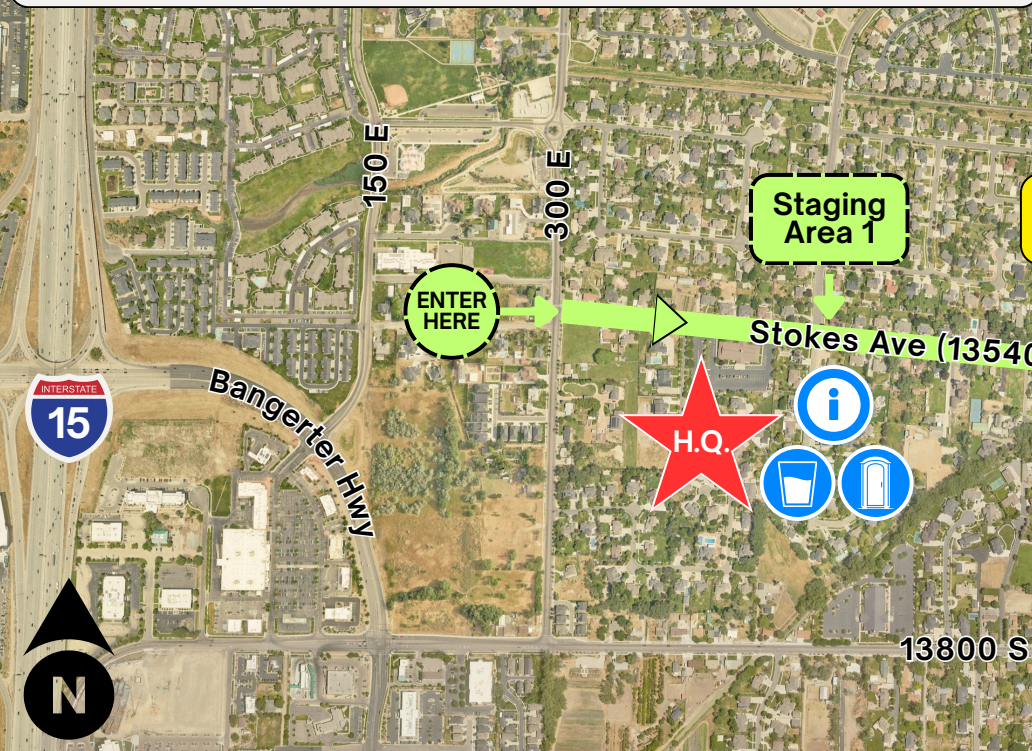 150 E
300 E
Staging
Area 1
ENTER
HERE
Stokes Ave (13540
INTERSTATE
15
Bangerter Hwy
H.Q.
i
13800 S
N